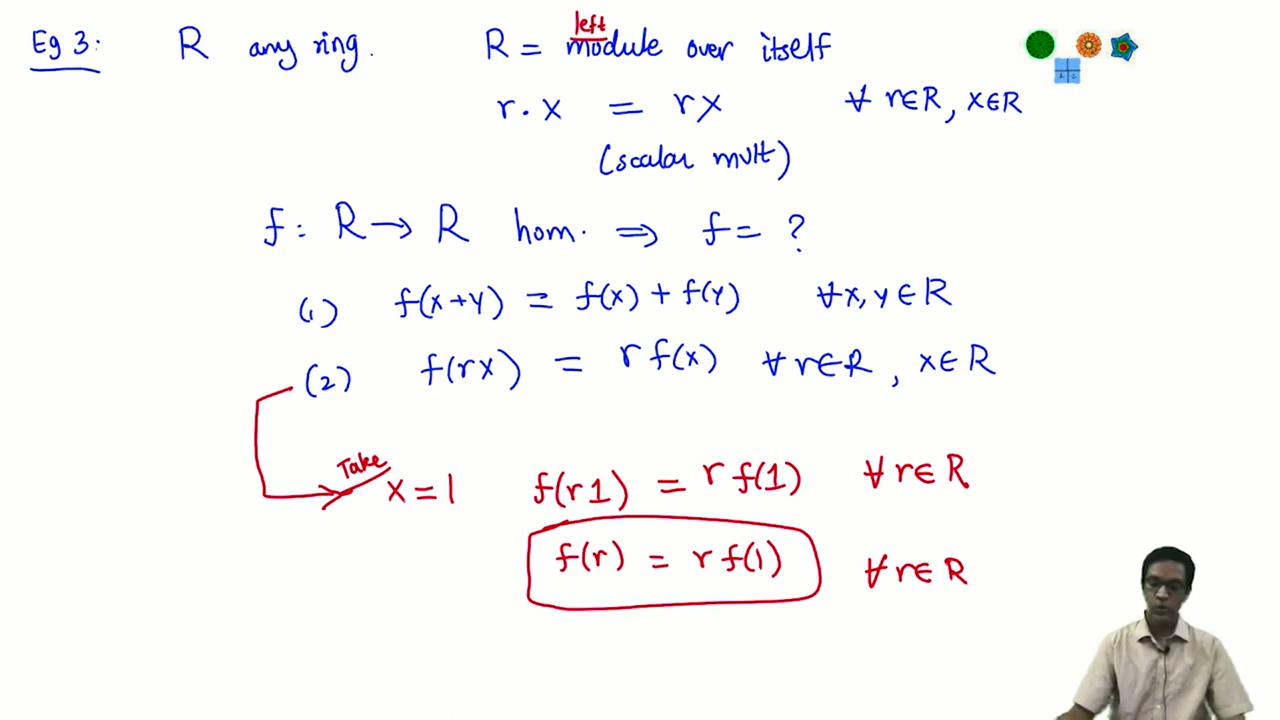 Eg 3: R any ring. R = left module over itself
r . x = rx ∀ r∈R, x∈R
(scalar mult)
f: R → R hom. ⇒ f = ?
(1) f(x+y) = f(x) + f(y) ∀x, y ∈ R
(2) f(rx) = r f(x) ∀ r∈R, x∈R
Take x=1 f(r1) = r f(1) ∀ r∈R
f(r) = r f(1) ∀ r∈R